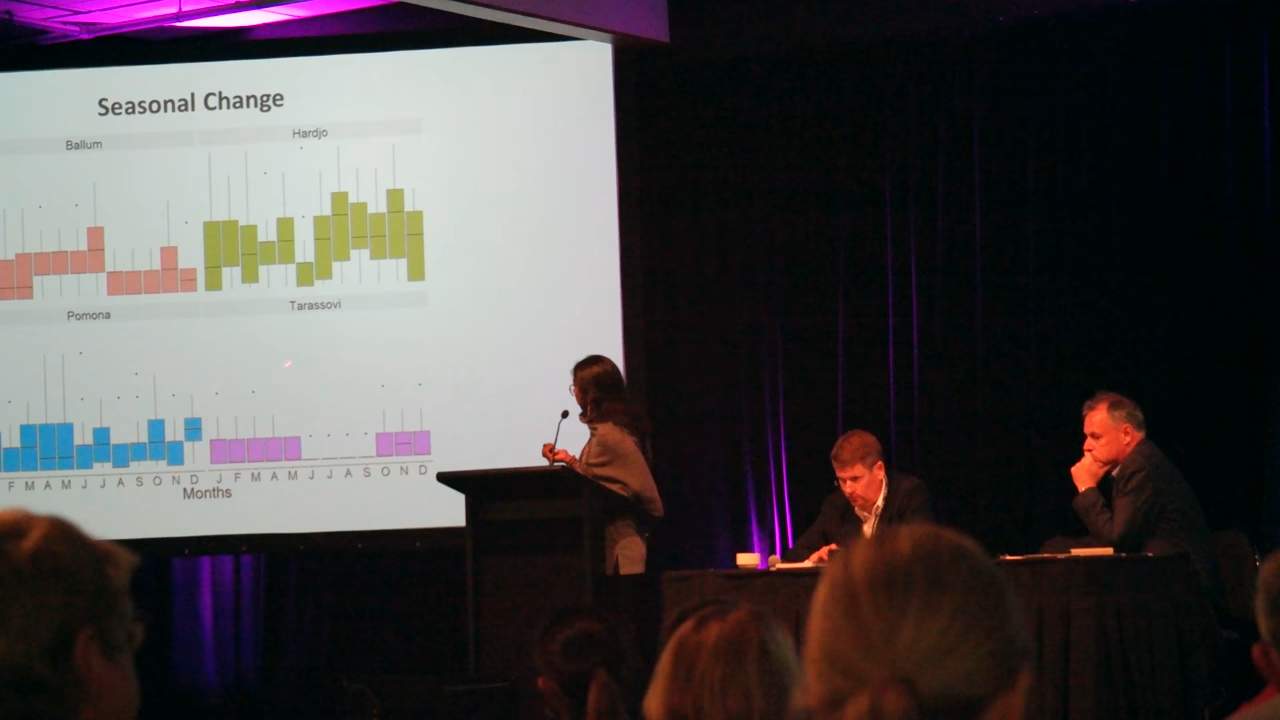 Seasonal Change
Ballum
Hardjo
Pomona
Tarassovi
F M A M J J A S O N D
J F M A M J J A S O N D
Months